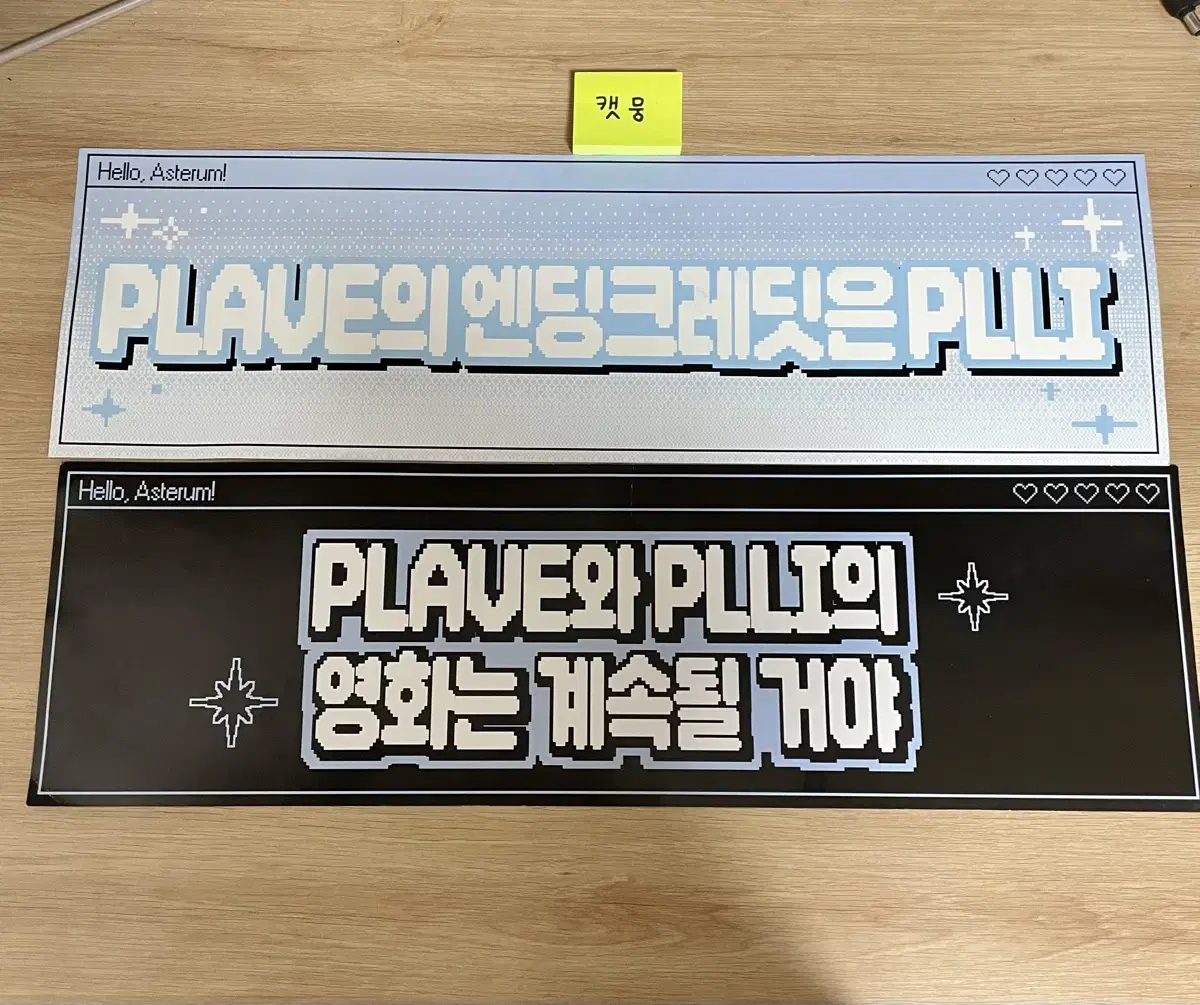 캣뭉
Hello, Asterum!
PLAVE의 엔딩크레딧은 PLLI
Hello, Asterum!
PLAVE와 PLLI의
영화는 계속될 거야